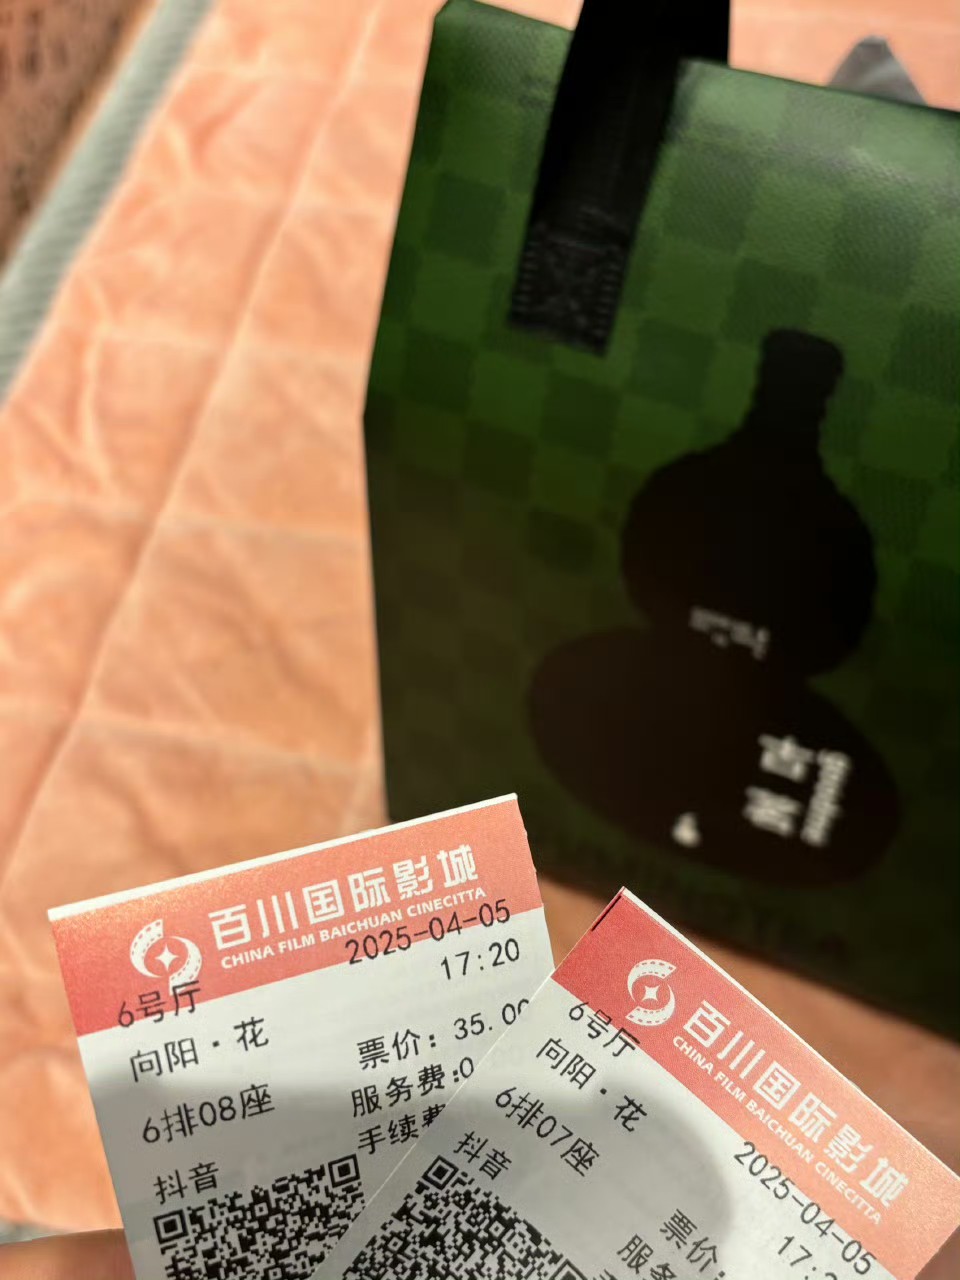 百川国际影城
CHINA FILM BAICHUAN CINECITTA
2025-04-05
17:20
6号厅
向阳·花
票价：35.00
6排08座
服务费:0
手续费
抖音
百川国际影城
CHINA FILM BAICHUAN CINECITTA
2025-04-05
17:2
6号厅
向阳·花
6排07座
票价:
服务
抖音